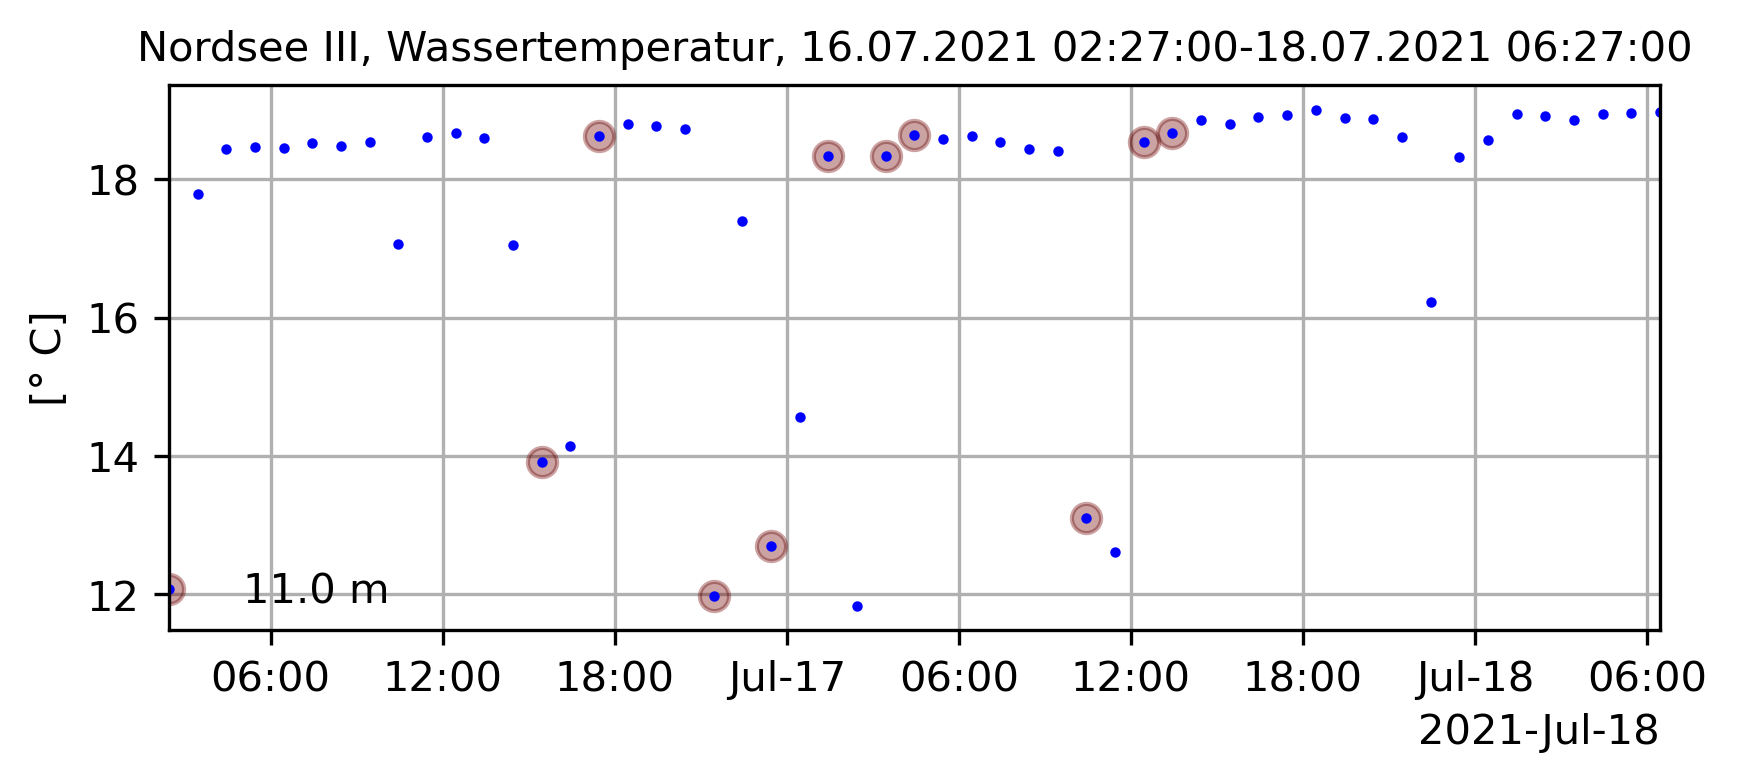 Nordsee III, Wassertemperatur, 16.07.2021 02:27:00-18.07.2021 06:27:00
[° C]
18
16
14
12
11.0 m
06:00 12:00 18:00 Jul-17 06:00 12:00 18:00 Jul-18 06:00
2021-Jul-18